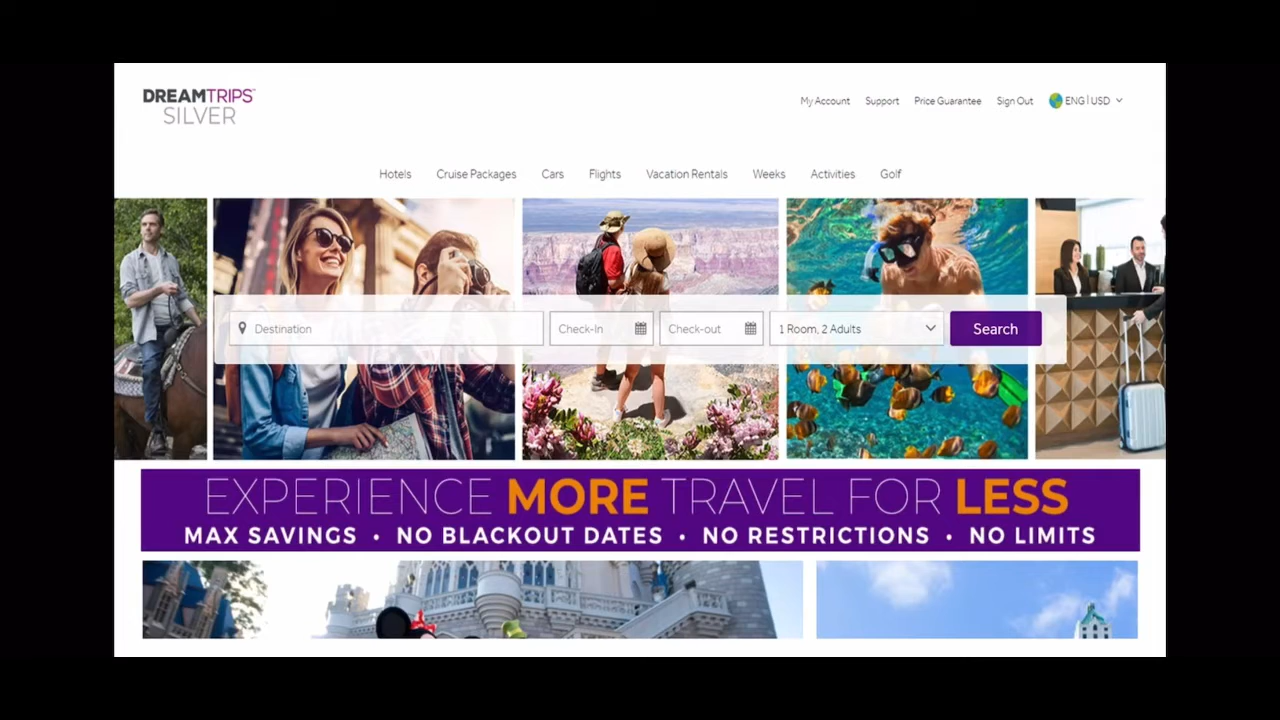 DREAMTRIPS™
SILVER
My Account Support Price Guarantee Sign Out ENG | USD
Hotels Cruise Packages Cars Flights Vacation Rentals Weeks Activities Golf
Destination Check-In Check-out 1 Room, 2 Adults Search
EXPERIENCE MORE TRAVEL FOR LESS
MAX SAVINGS • NO BLACKOUT DATES • NO RESTRICTIONS • NO LIMITS